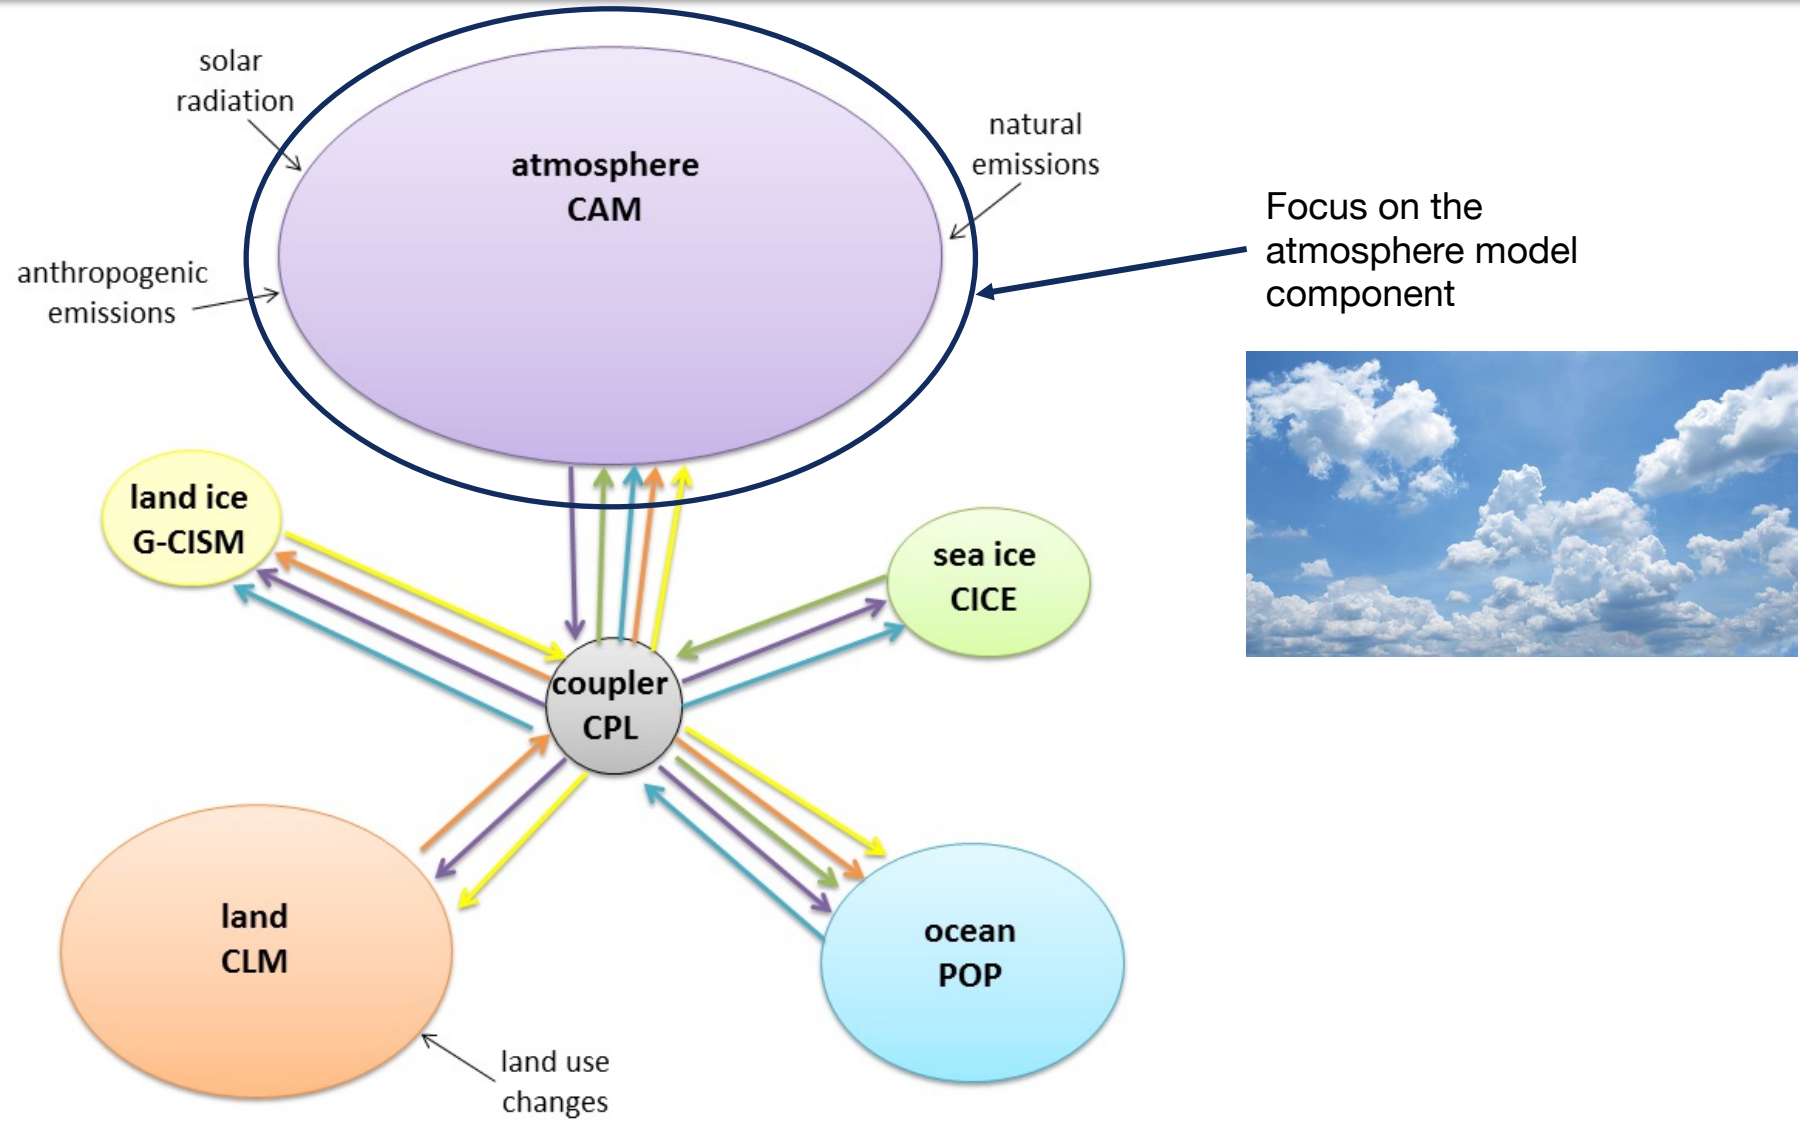 solar
radiation
natural
emissions
atmosphere
CAM
Focus on the
atmosphere model
component
anthropogenic
emissions
land ice
G-CISM
sea ice
CICE
coupler
CPL
land
CLM
ocean
POP
land use
changes